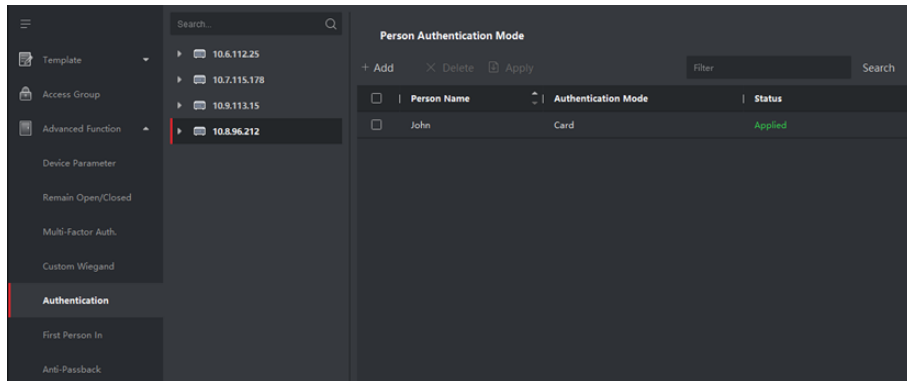 Search...
Template
Access Group
Advanced Function
Device Parameter
Remain Open/Closed
Multi-Factor Auth.
Custom Wiegand
Authentication
First Person In
Anti-Passback
10.6.112.25
10.7.115.178
10.9.113.15
10.8.96.212
Person Authentication Mode
+ Add × Delete Apply Filter Search
Person Name | Authentication Mode | Status
John Card Applied